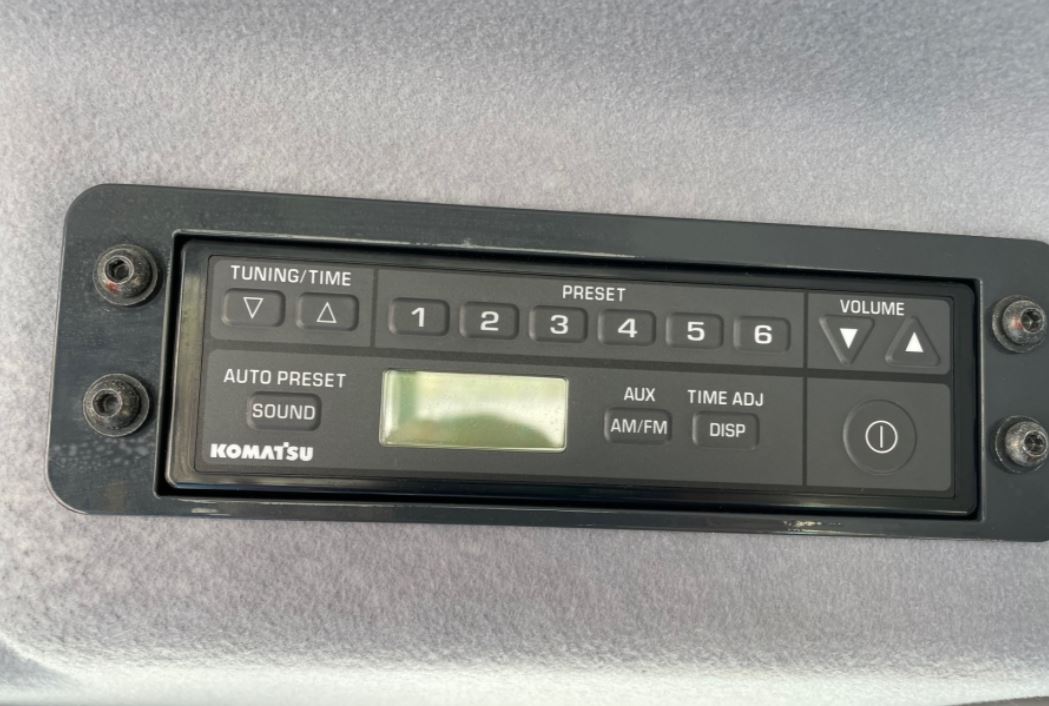 TUNING/TIME
▽ △
PRESET
1 2 3 4 5 6
VOLUME
▼ ▲
AUTO PRESET
SOUND
KOMATSU
AUX
AM/FM
TIME ADJ
DISP